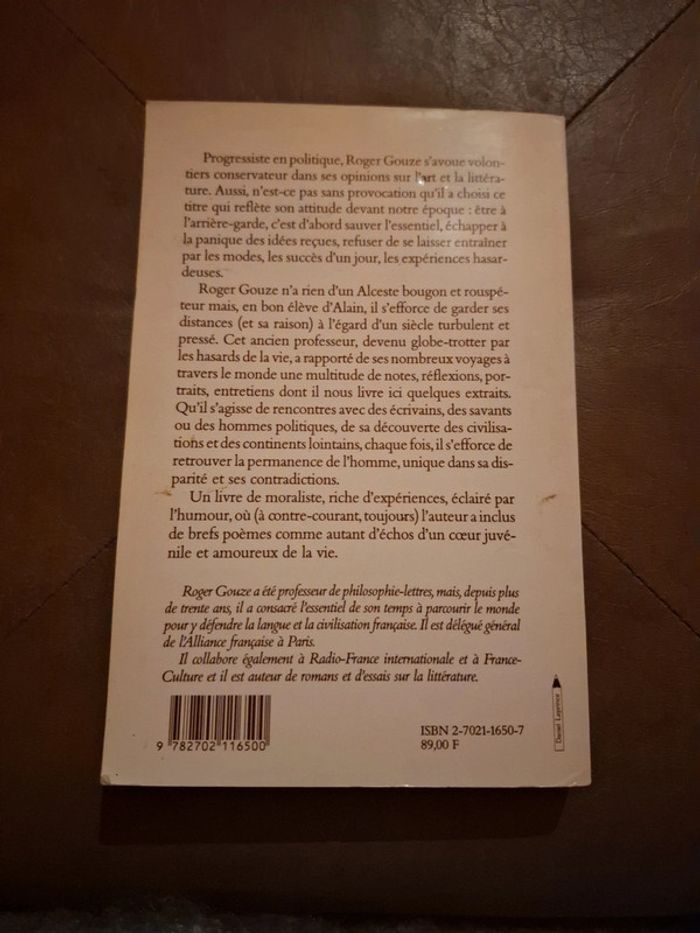 Progressiste en politique, Roger Gouze s'avoue volon-
tiers conservateur dans ses opinions sur l'art et la littéra-
ture. Aussi, n'est-ce pas sans provocation qu'il a choisi ce
titre qui reflète son attitude devant notre époque : être à
l'arrière-garde, c'est d'abord sauver l'essentiel, échapper à
la panique des idées reçues, refuser de se laisser entraîner
par les modes, les succès d'un jour, les expériences hasar-
deuses.
Roger Gouze n'a rien d'un Alceste bougon et rouspé-
teur mais, en bon élève d'Alain, il s'efforce de garder ses
distances (et sa raison) à l'égard d'un siècle turbulent et
pressé. Cet ancien professeur, devenu globe-trotter par
les hasards de la vie, a rapporté de ses nombreux voyages à
travers le monde une multitude de notes, réflexions, por-
traits, entretiens dont il nous livre ici quelques extraits.
Qu'il s'agisse de rencontres avec des écrivains, des savants
ou des hommes politiques, de sa découverte des civilisa-
tions et des continents lointains, chaque fois, il s'efforce de
retrouver la permanence de l'homme, unique dans sa dis-
parité et ses contradictions.
Un livre de moraliste, riche d'expériences, éclairé par
l'humour, où (à contre-courant, toujours) l'auteur a inclus
de brefs poèmes comme autant d'échos d'un cœur juvé-
nile et amoureux de la vie.
Roger Gouze a été professeur de philosophie-lettres, mais, depuis plus
de trente ans, il a consacré l'essentiel de son temps à parcourir le monde
pour y défendre la langue et la civilisation française. Il est délégué général
de l'Alliance française à Paris.
Il collabore également à Radio-France internationale et à France-
Culture et il est auteur de romans et d'essais sur la littérature.
9 782702 116500
ISBN 2-7021-1650-7
89,00 F
Daniel Leprince